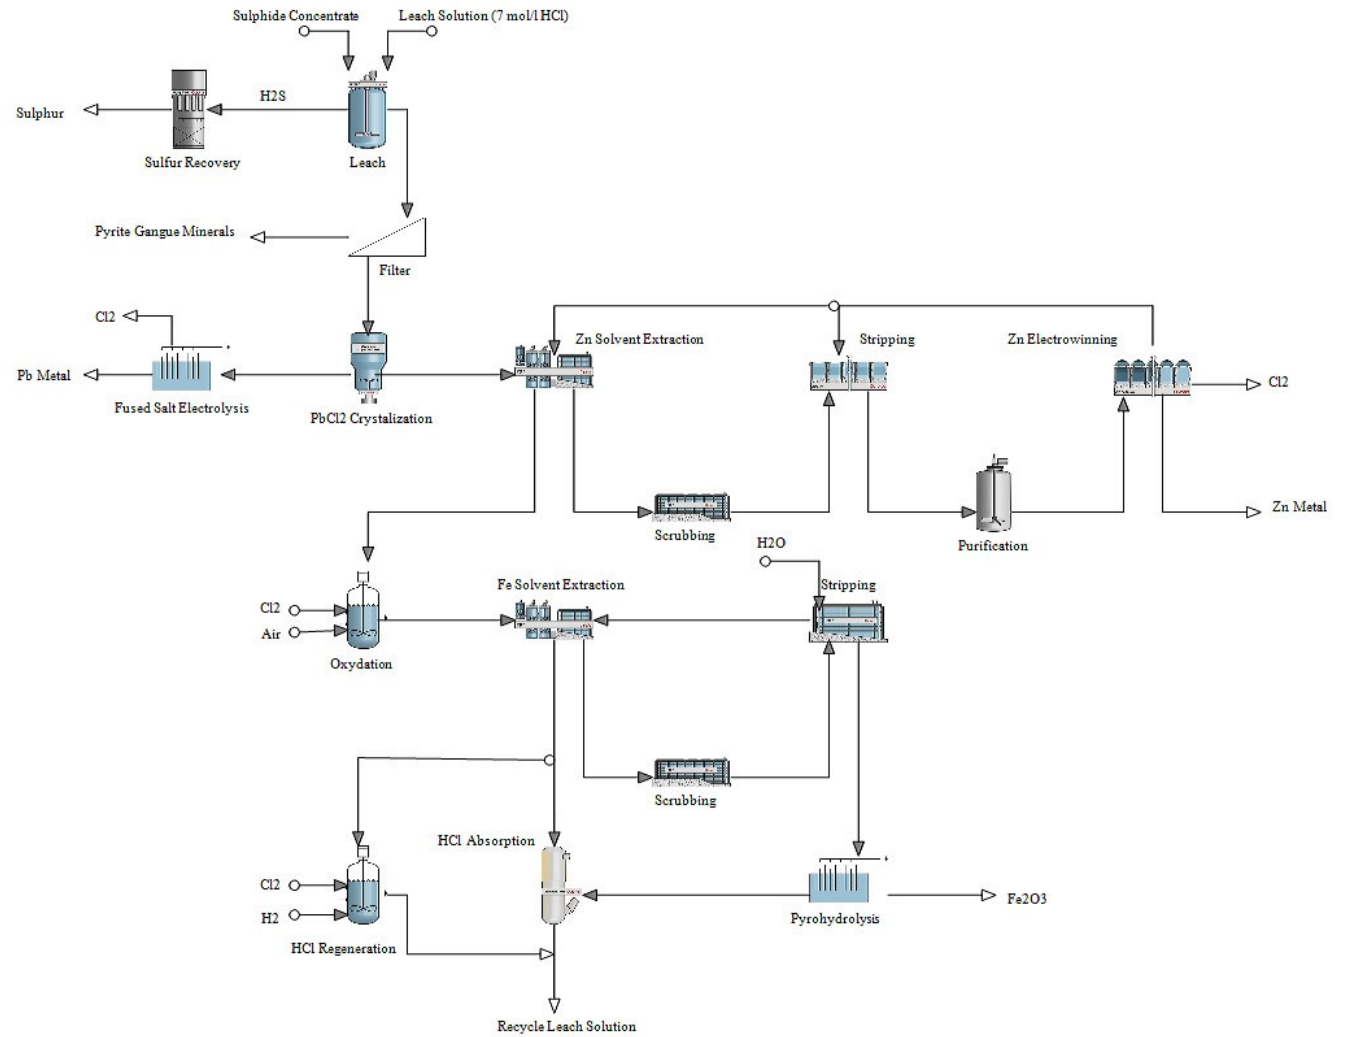 Sulphide Concentrate
Leach Solution (7 mol/l HCl)
H2S
Sulphur
Sulfur Recovery
Leach
Pyrite Gangue Minerals
Filter
Cl2
Zn Solvent Extraction
Stripping
Zn Electrowinning
Pb Metal
Cl2
Fused Salt Electrolysis
PbCl2 Crystalization
Zn Metal
Scrubbing
Purification
H2O
Fe Solvent Extraction
Stripping
Cl2
Air
Oxydation
Scrubbing
HCl Absorption
Cl2
H2
Fe2O3
Pyrohydrolysis
HCl Regeneration
Recycle Leach Solution